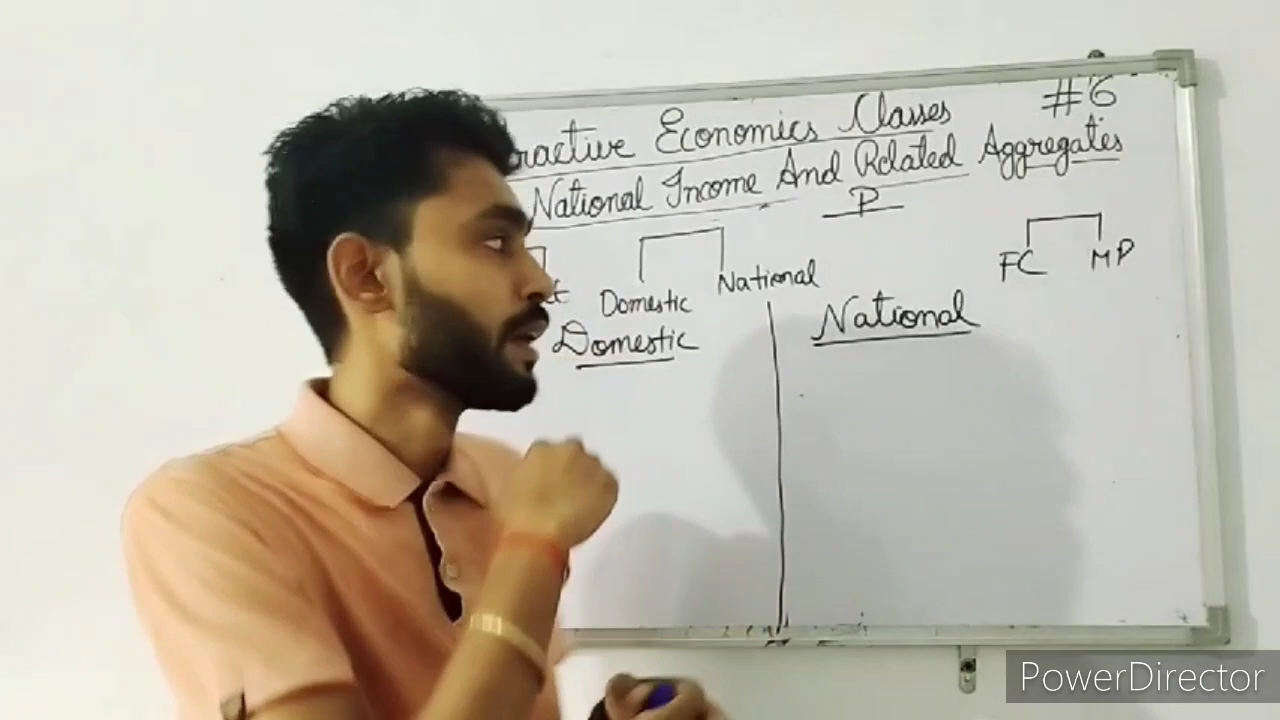 Economics Classes #6
National Income And Related Aggregates
P
Domestic National FC MP
Domestic National
PowerDirector